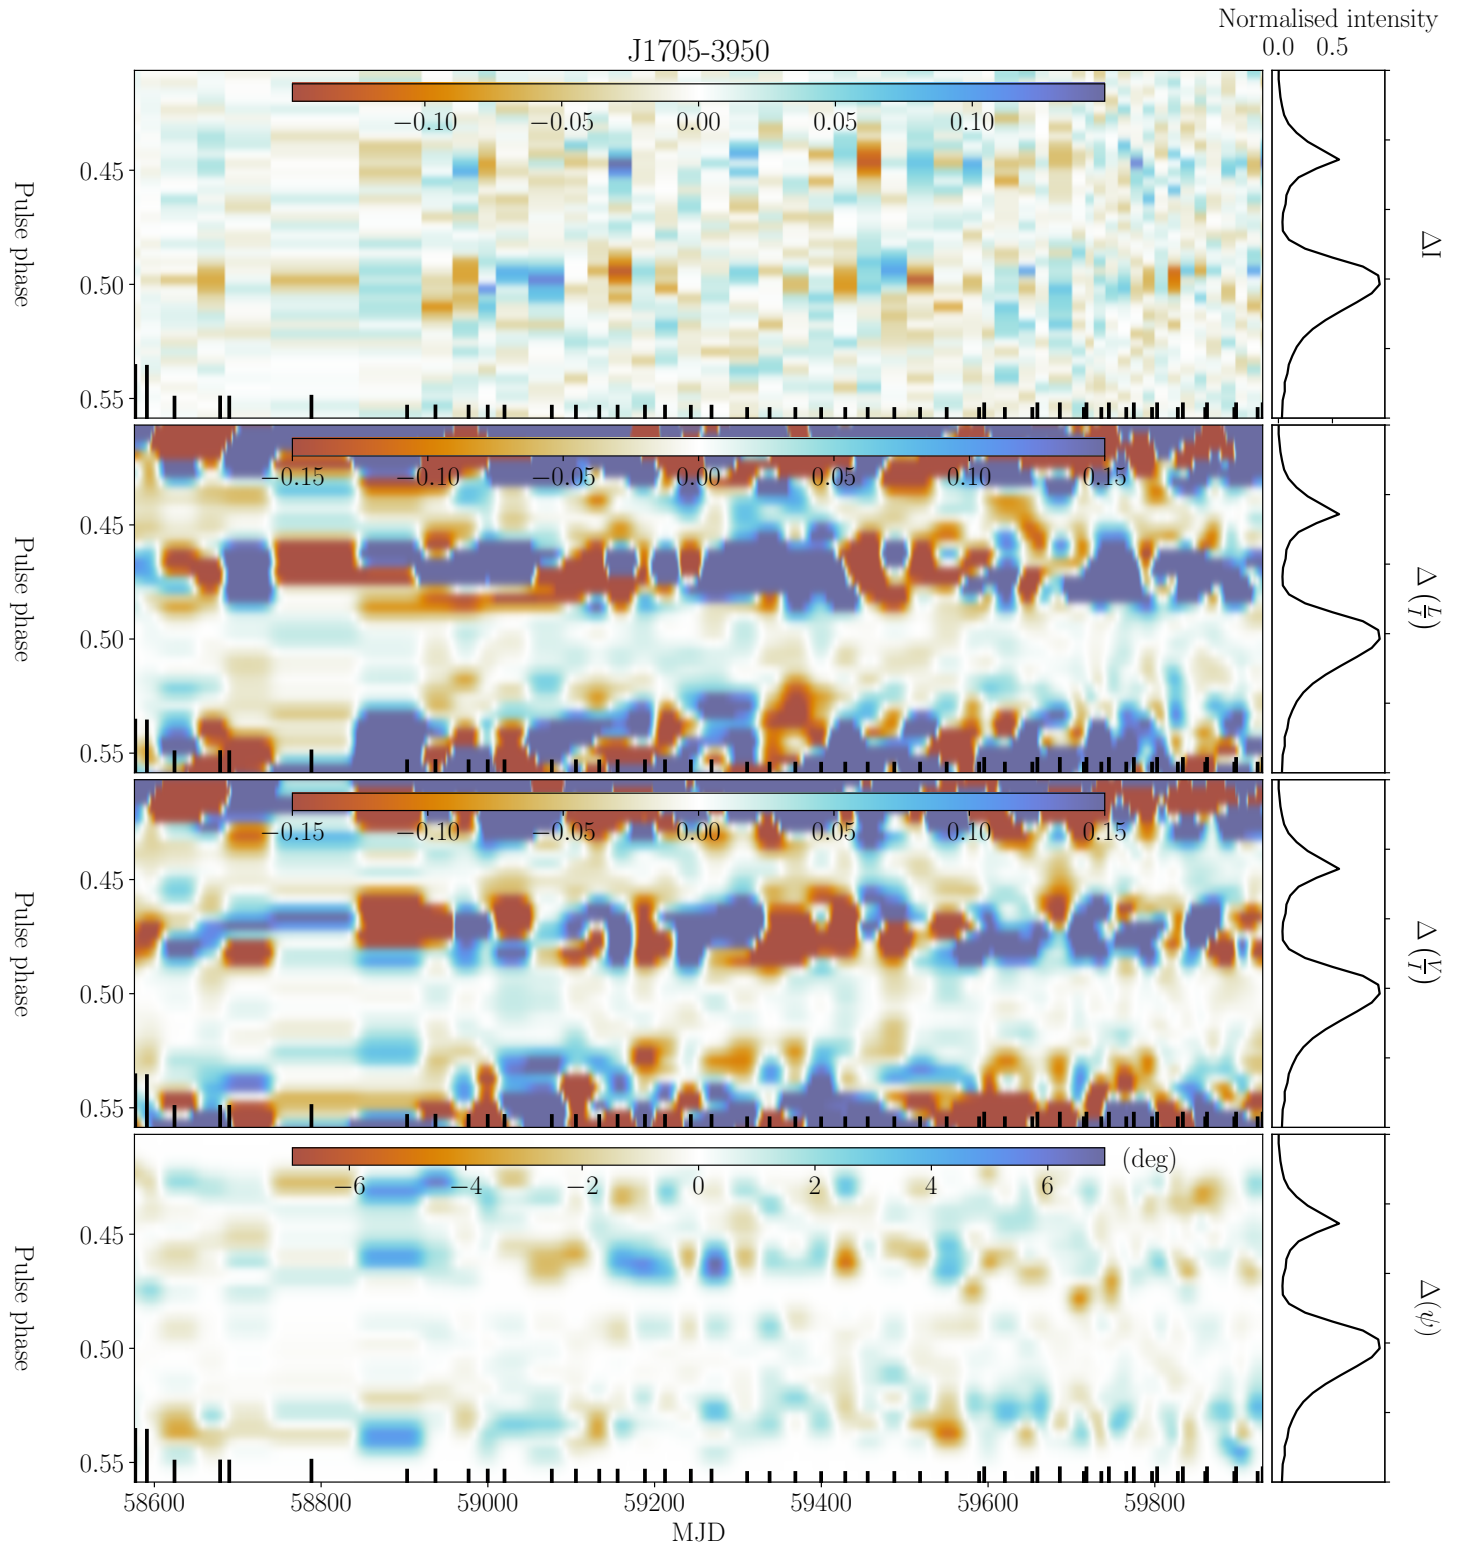 Normalised intensity
J1705-3950
0.0 0.5
−0.10 −0.05 0.00 0.05 0.10
0.45
0.50
0.55
Pulse phase
ΔI
−0.15 −0.10 −0.05 0.00 0.05 0.10 0.15
0.45
0.50
0.55
Pulse phase
Δ(L/I)
−0.15 −0.10 −0.05 0.00 0.05 0.10 0.15
0.45
0.50
0.55
Pulse phase
Δ(V/I)
−6 −4 −2 0 2 4 6
(deg)
0.45
0.50
0.55
Pulse phase
Δ(ψ)
58600 58800 59000 59200 59400 59600 59800
MJD